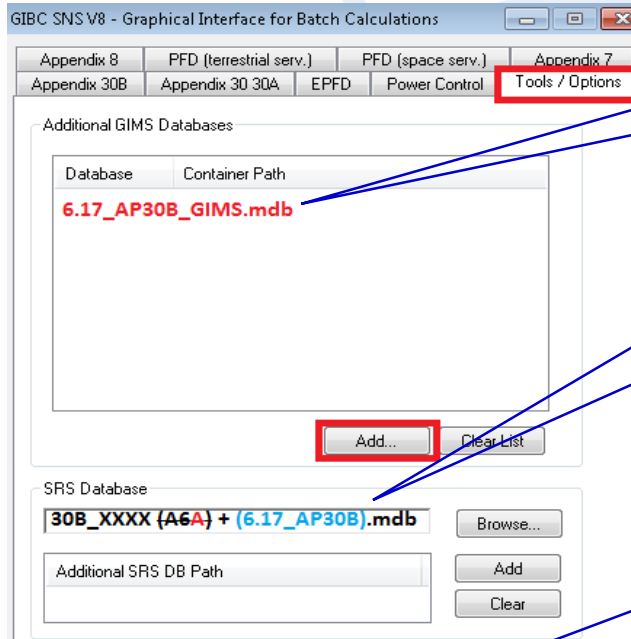 GIBC SNS V8 - Graphical Interface for Batch Calculations
Appendix 8 PFD (terrestrial serv.) PFD (space serv.) Appendix 7
Appendix 30B Appendix 30 30A EPFD Power Control Tools / Options
Additional GIMS Databases
Database Container Path
6.17_AP30B_GIMS.mdb
Add... Clear List
SRS Database
30B_XXXX (A6A) + (6.17_AP30B).mdb Browse...
Additional SRS DB Path Add
Clear